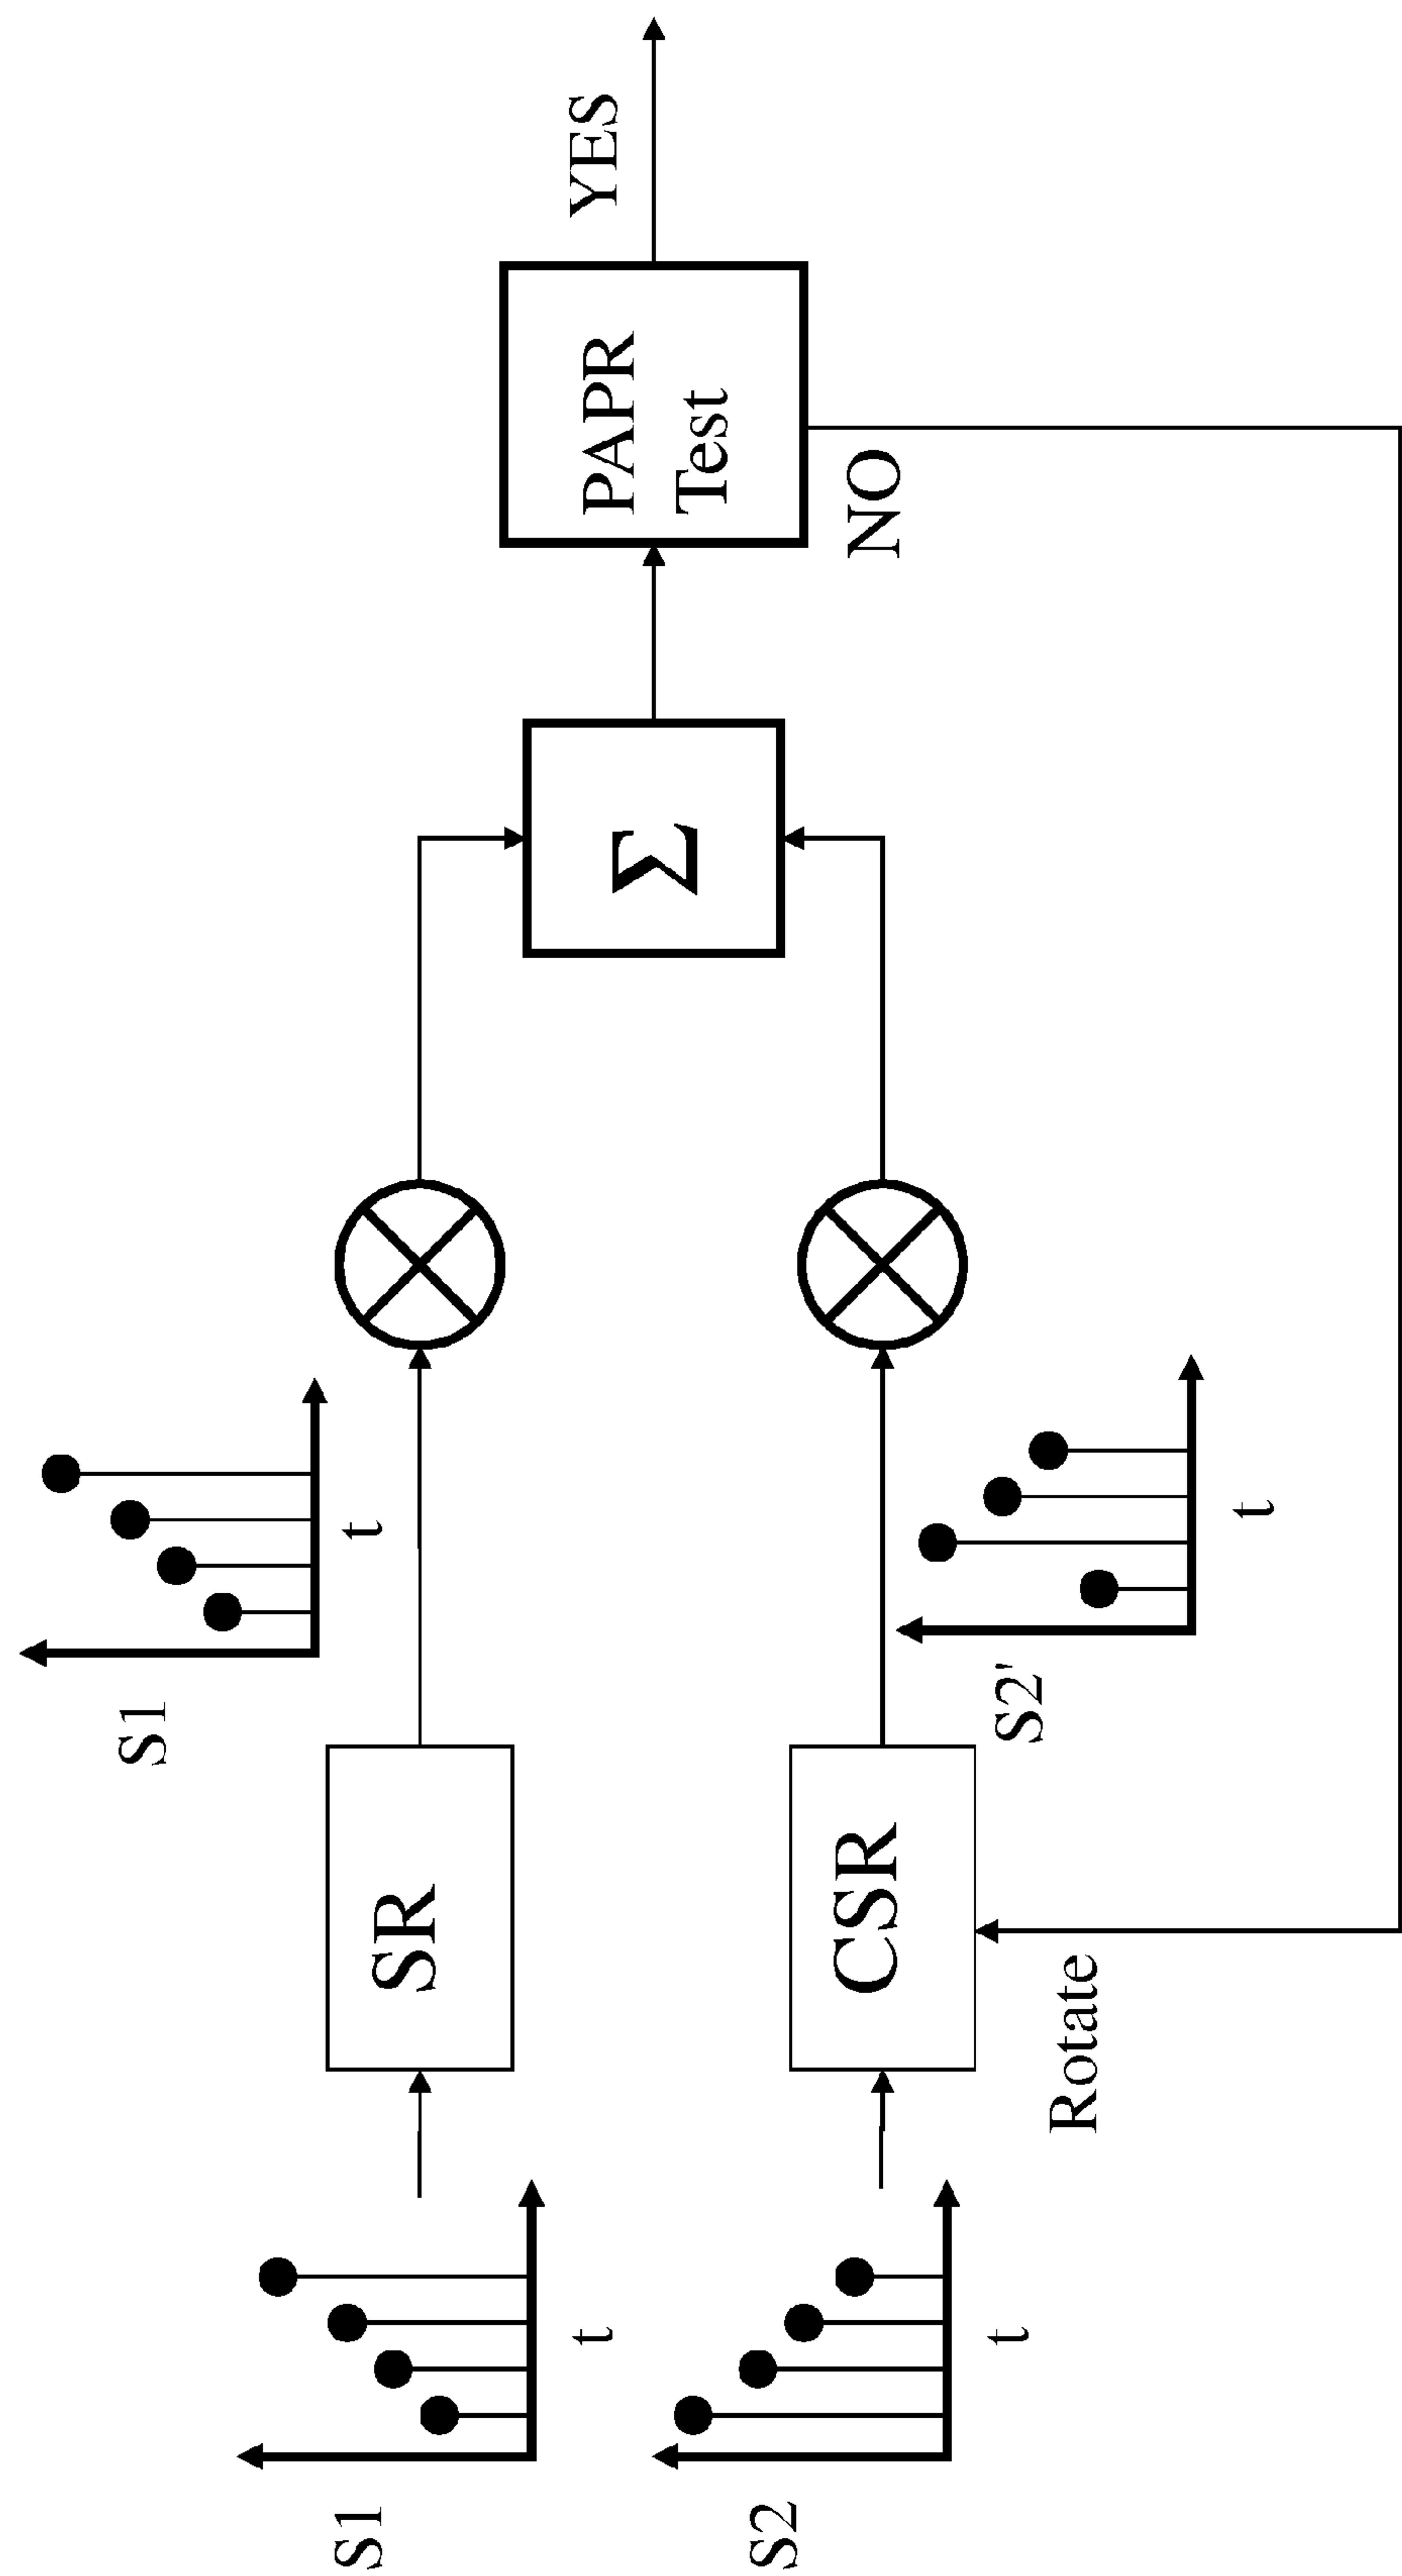 S1
t
SR
S1
t
S2
t
CSR
Rotate
S2'
t
Σ
PAPR
Test
YES
NO